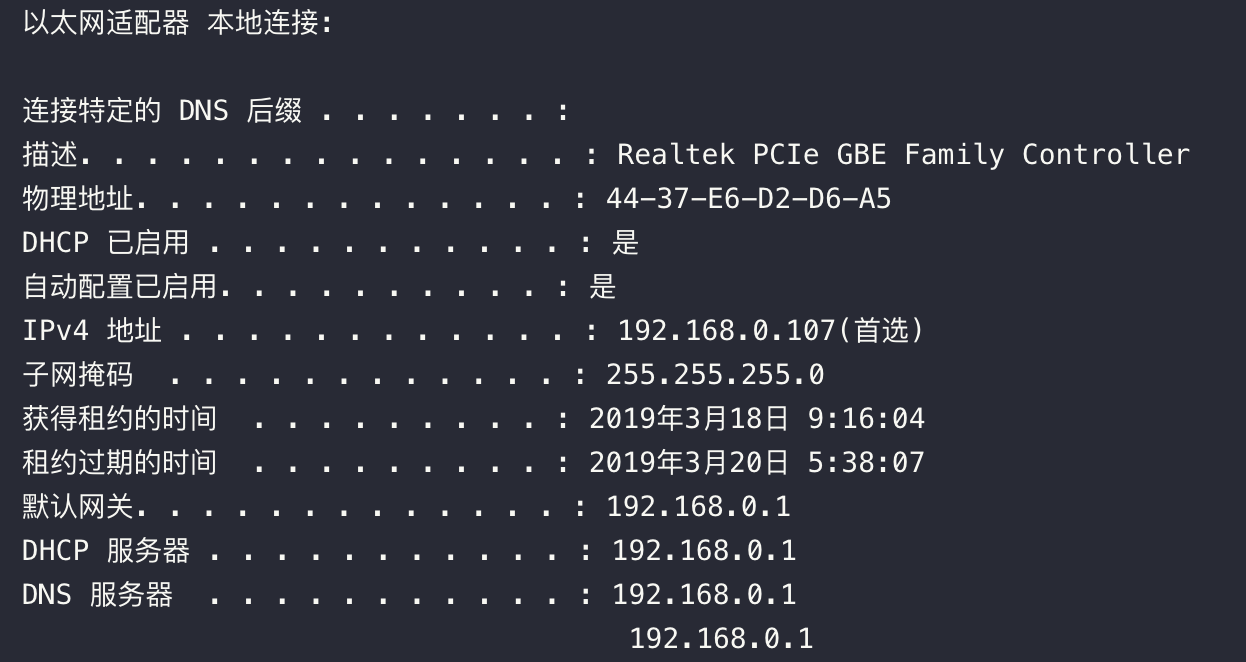 以太网适配器 本地连接:
连接特定的 DNS 后缀 . . . . . . . :
描述. . . . . . . . . . . . . . . : Realtek PCIe GBE Family Controller
物理地址. . . . . . . . . . . . . : 44-37-E6-D2-D6-A5
DHCP 已启用 . . . . . . . . . . . : 是
自动配置已启用. . . . . . . . . . : 是
IPv4 地址 . . . . . . . . . . . . : 192.168.0.107(首选)
子网掩码  . . . . . . . . . . . . : 255.255.255.0
获得租约的时间  . . . . . . . . . : 2019年3月18日 9:16:04
租约过期的时间  . . . . . . . . . : 2019年3月20日 5:38:07
默认网关. . . . . . . . . . . . . : 192.168.0.1
DHCP 服务器 . . . . . . . . . . . : 192.168.0.1
DNS 服务器  . . . . . . . . . . . : 192.168.0.1
192.168.0.1